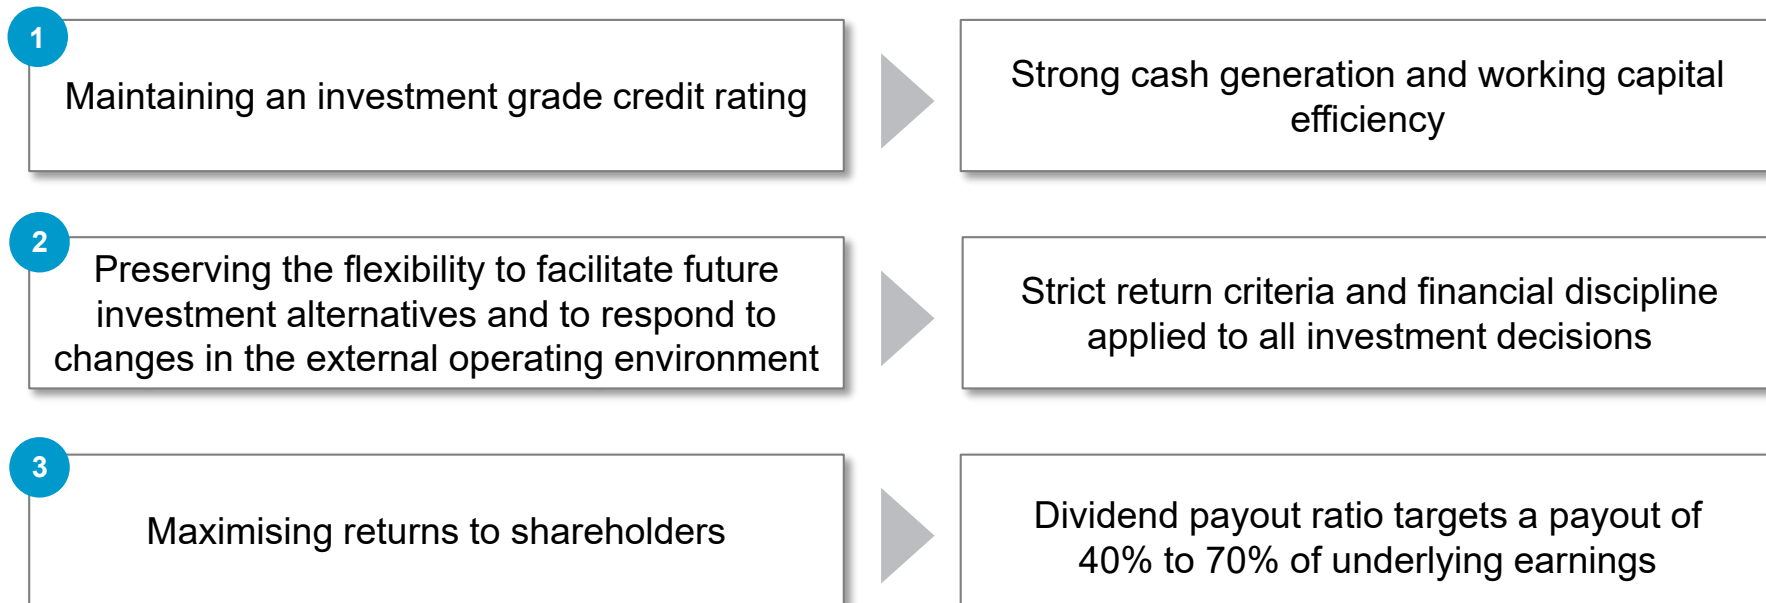 1
Maintaining an investment grade credit rating
Strong cash generation and working capital
efficiency
2
Preserving the flexibility to facilitate future
investment alternatives and to respond to
changes in the external operating environment
Strict return criteria and financial discipline
applied to all investment decisions
3
Maximising returns to shareholders
Dividend payout ratio targets a payout of
40% to 70% of underlying earnings